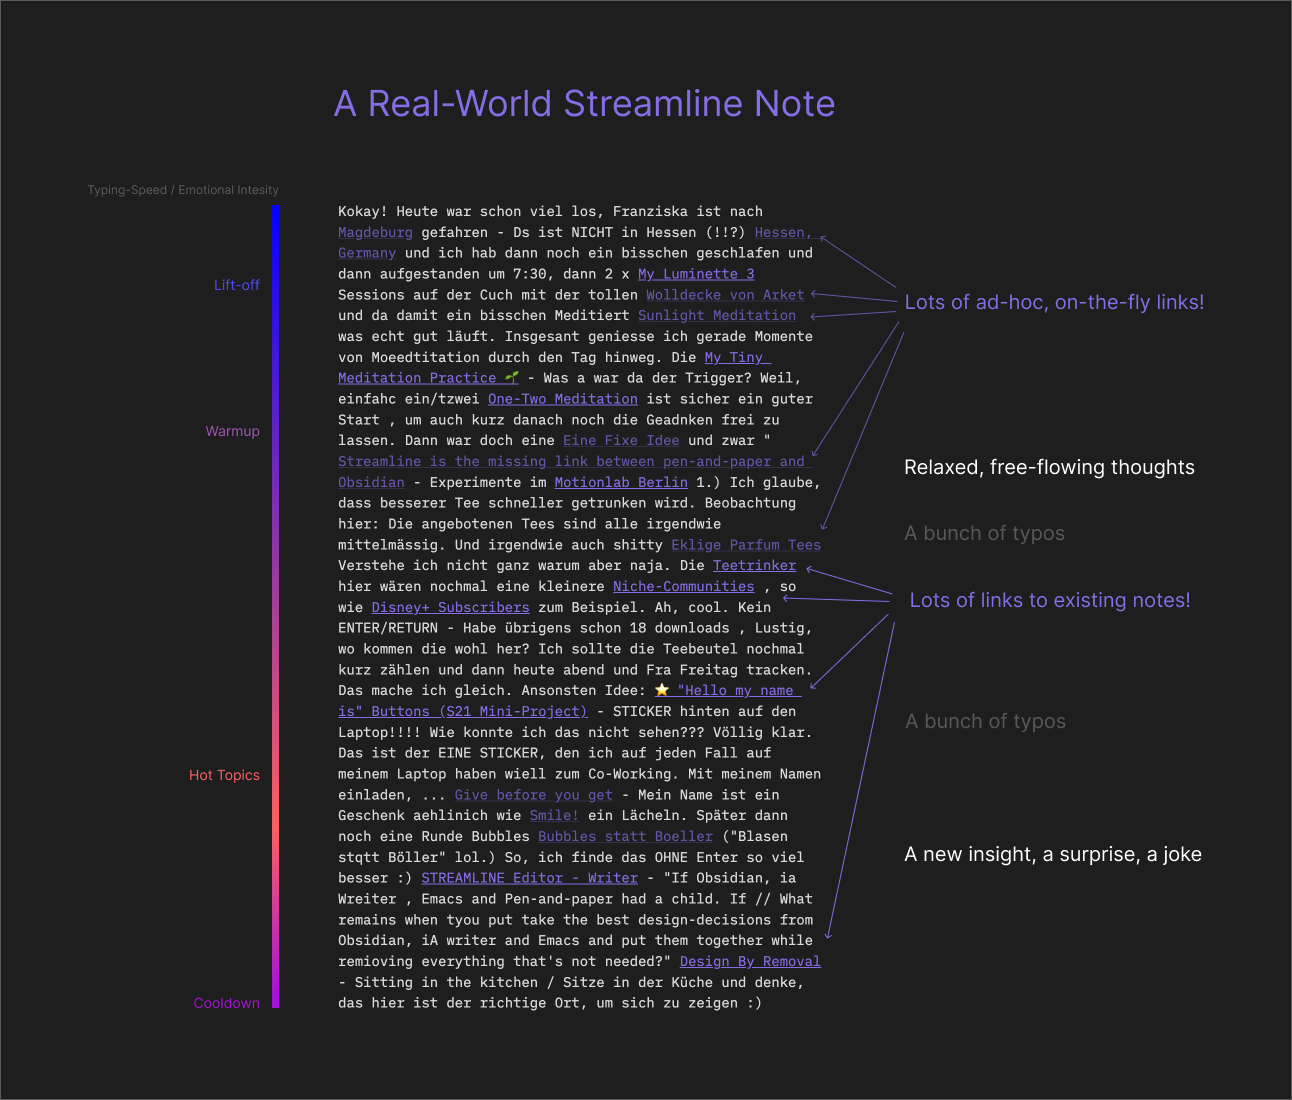 A Real-World Streamline Note
Typing-Speed / Emotional Intesity
Lift-off
Warmup
Hot Topics
Cooldown
Kokay! Heute war schon viel los, Franziska ist nach
Magdeburg gefahren - Ds ist NICHT in Hessen (!!?) Hessen,
Germany und ich hab dann noch ein bisschen geschlafen und
dann aufgestanden um 7:30, dann 2 x My Luminette 3
Sessions auf der Cuch mit der tollen Wolldecke von Arket
und da damit ein bisschen Meditiert Sunlight Meditation
was echt gut läuft. Insgesant geniesse ich gerade Momente
von Moeedtitation durch den Tag hinweg. Die My Tiny
Meditation Practice 🌱 - Was a war da der Trigger? Weil,
einfahc ein/tzwei One-Two Meditation ist sicher ein guter
Start , um auch kurz danach noch die Geadnken frei zu
lassen. Dann war doch eine Eine Fixe Idee und zwar "
Streamline is the missing link between pen-and-paper and
Obsidian - Experimente im Motionlab Berlin 1.) Ich glaube,
dass besserer Tee schneller getrunken wird. Beobachtung
hier: Die angebotenen Tees sind alle irgendwie
mittelmässig. Und irgendwie auch shitty Eklige Parfum Tees
Verstehe ich nicht ganz warum aber naja. Die Teetrinker
hier wären nochmal eine kleinere Niche-Communities , so
wie Disney+ Subscribers zum Beispiel. Ah, cool. Kein
ENTER/RETURN - Habe übrigens schon 18 downloads , Lustig,
wo kommen die wohl her? Ich sollte die Teebeutel nochmal
kurz zählen und dann heute abend und Fra Freitag tracken.
Das mache ich gleich. Ansonsten Idee: ⭐ "Hello my name
is" Buttons (S21 Mini-Project) - STICKER hinten auf den
Laptop!!!! Wie konnte ich das nicht sehen??? Völlig klar.
Das ist der EINE STICKER, den ich auf jeden Fall auf
meinem Laptop haben wiell zum Co-Working. Mit meinem Namen
einladen, ... Give before you get - Mein Name ist ein
Geschenk aehlinich wie Smile! ein Lächeln. Später dann
noch eine Runde Bubbles Bubbles statt Boeller ("Blasen
stqtt Böller" lol.) So, ich finde das OHNE Enter so viel
besser :) STREAMLINE Editor - Writer - "If Obsidian, ia
Wreiter , Emacs and Pen-and-paper had a child. If // What
remains when tyou put take the best design-decisions from
Obsidian, iA writer and Emacs and put them together while
remioving everything that's not needed?" Design By Removal
- Sitting in the kitchen / Sitze in der Küche und denke,
das hier ist der richtige Ort, um sich zu zeigen :)
Lots of ad-hoc, on-the-fly links!
Relaxed, free-flowing thoughts
A bunch of typos
Lots of links to existing notes!
A bunch of typos
A new insight, a surprise, a joke